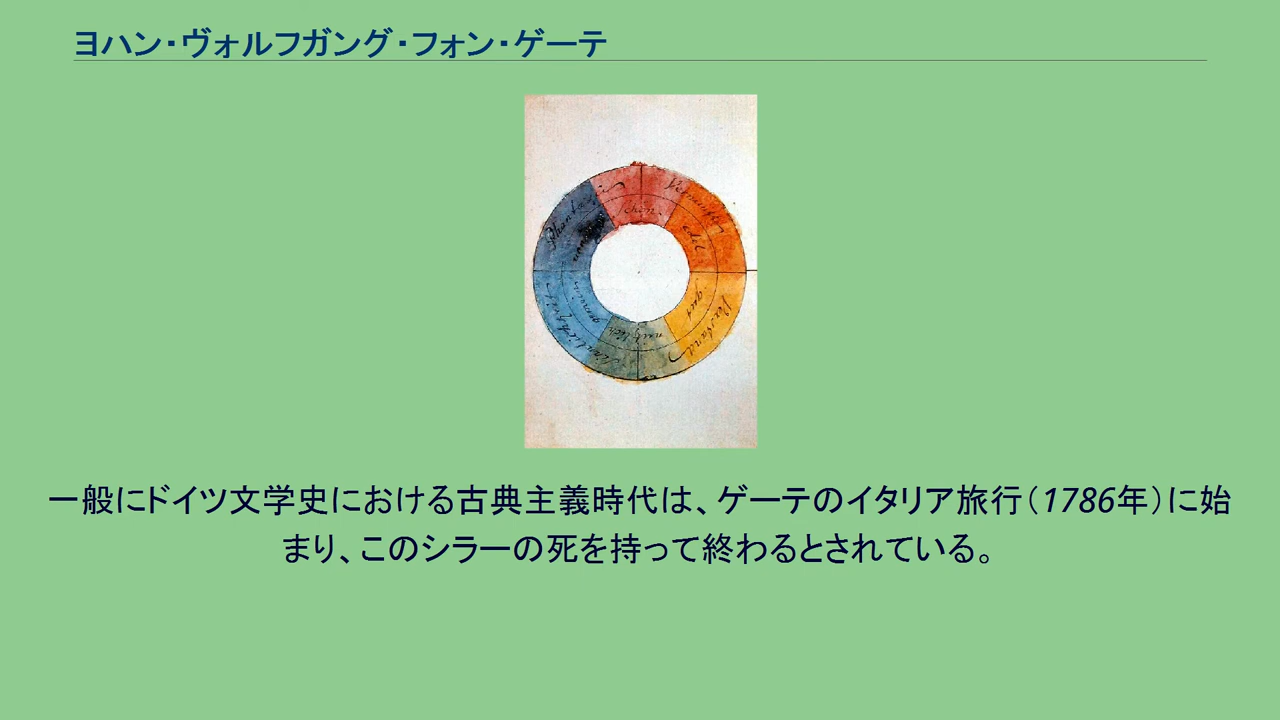 ヨハン・ヴォルフガング・フォン・ゲーテ
schön
edel
gut
一般にドイツ文学史における古典主義時代は、ゲーテのイタリア旅行（1786年）に始
まり、このシラーの死を持って終わるとされている。